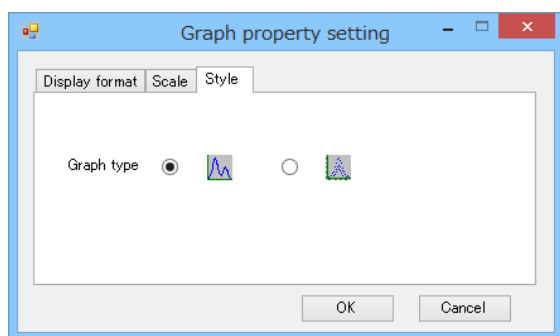 Graph property setting
Display format Scale Style
Graph type
OK Cancel